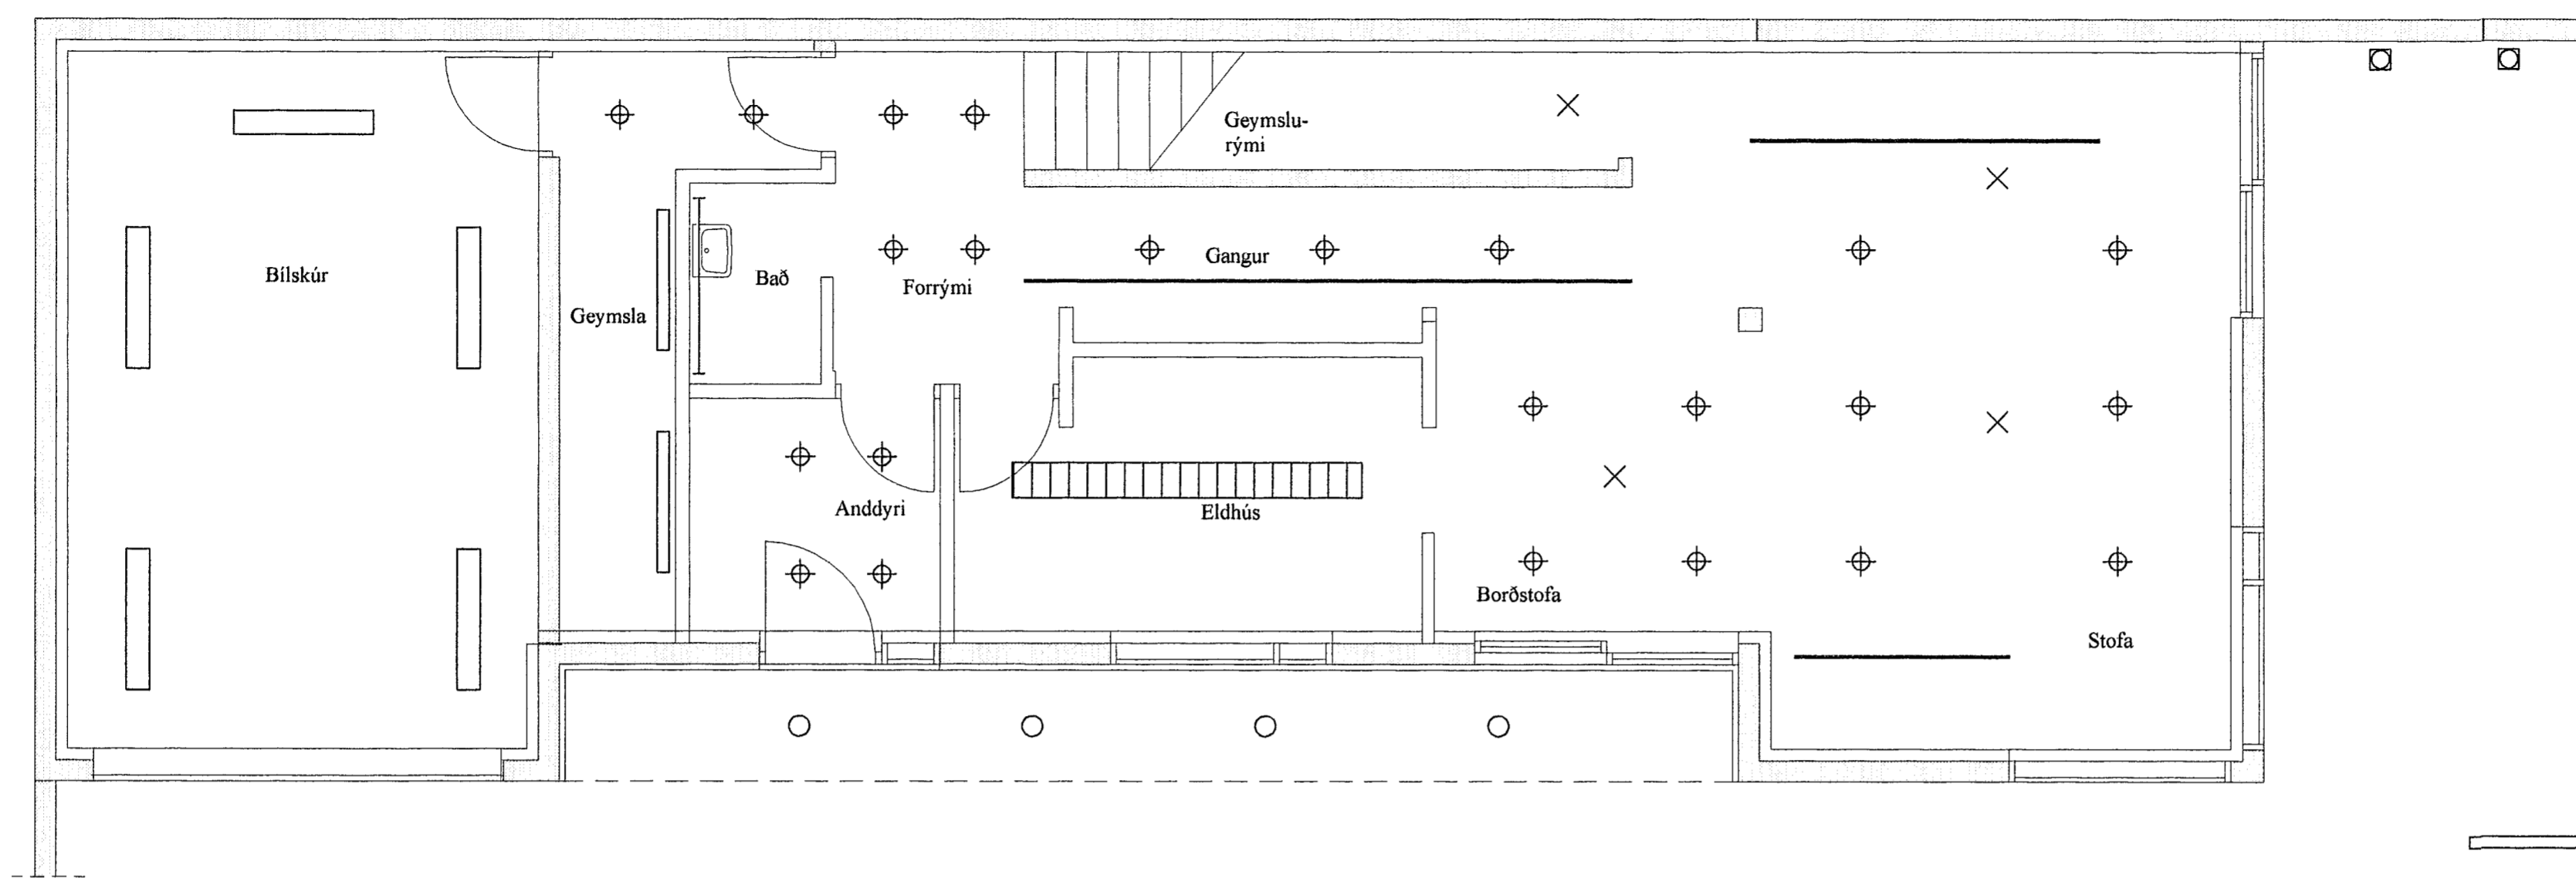 Geymslu-
rými
Gangur
Bílskúr
Bað
Forrými
Geymsla
Anddyri
Eldhús
Borðstofa
Stofa